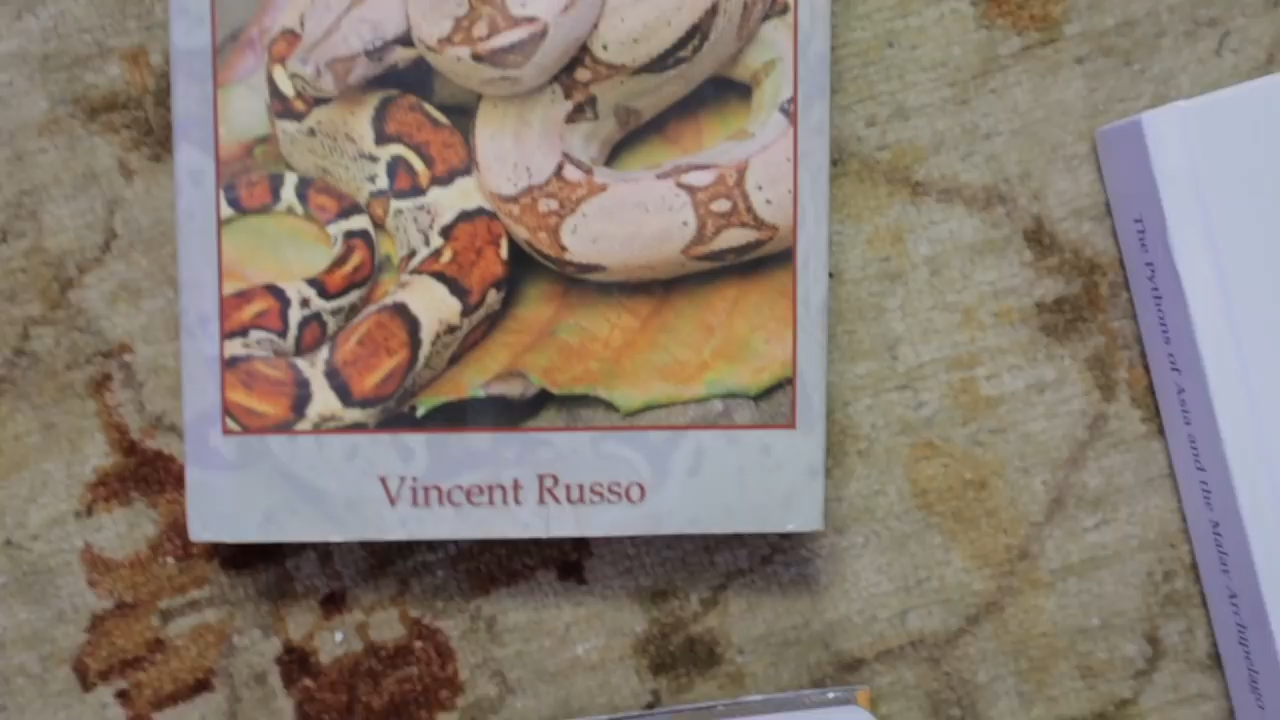 Vincent Russo
The Pythons of Asia and the Malay Archipelago